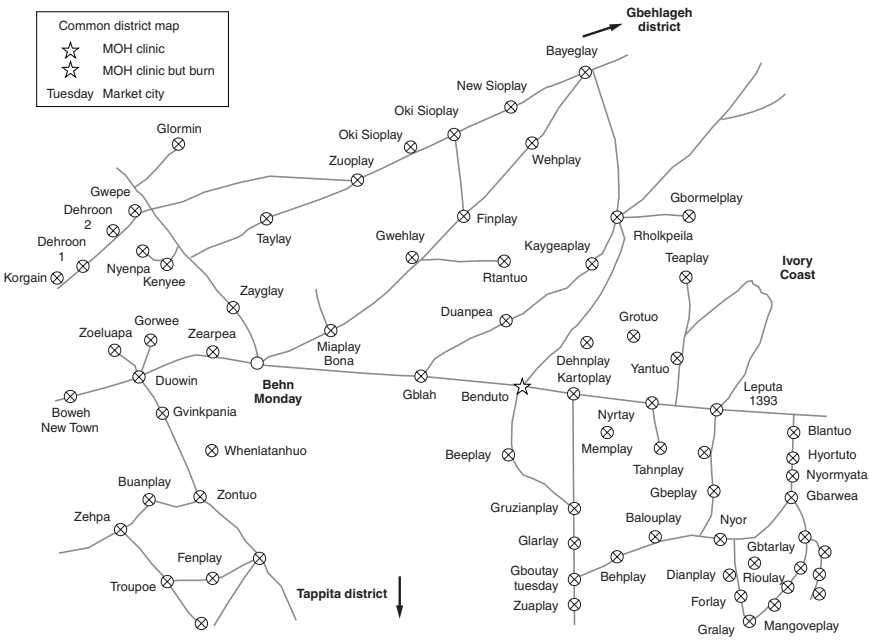 Common district map
MOH clinic
MOH clinic but burn
Tuesday Market city
Gbehlageh
district
Bayeglay
New Sioplay
Oki Sioplay
Oki Sioplay
Glormin
Zuoplay
Wehplay
Gwepe
Dehroon
2
Dehroon
1
Korgain
Nyenpa
Kenyee
Taylay
Finplay
Gwehlay
Rtantuo
Kaygeaplay
Gbormelplay
Rholkpeila
Teaplay
Ivory
Coast
Zayglay
Duanpea
Grotuo
Gorwee
Zoeluapa
Zearpea
Miaplay
Bona
Dehnplay
Kartoplay
Yantuo
Duowin
Behn
Monday
Gblah
Benduto
Leputa
1393
Boweh
New Town
Gvinkpania
Nyrtay
Memplay
Blantuo
Whenlatanhuo
Beeplay
Tahnplay
Hyortuto
Nyormyata
Buanplay
Zontuo
Gbeplay
Gbarwea
Zehpa
Gruzianplay
Balouplay
Nyor
Glarlay
Fenplay
Gbtarlay
Troupoe
Tappita district
Gboutay
tuesday
Behplay
Dianplay
Rioulay
Zuaplay
Forlay
Gralay
Mangoveplay